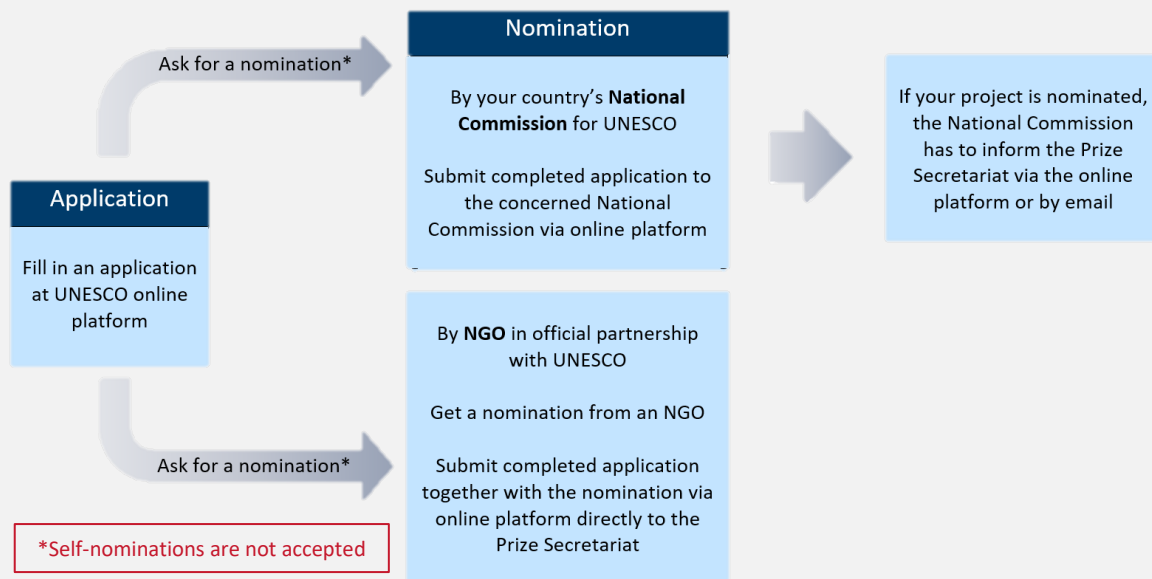 Application
Fill in an application
at UNESCO online
platform
Ask for a nomination*
Nomination
By your country's National
Commission for UNESCO
Submit completed application to
the concerned National
Commission via online platform
If your project is nominated,
the National Commission
has to inform the Prize
Secretariat via the online
platform or by email
Ask for a nomination*
By NGO in official partnership
with UNESCO
Get a nomination from an NGO
Submit completed application
together with the nomination via
online platform directly to the
Prize Secretariat
*Self-nominations are not accepted